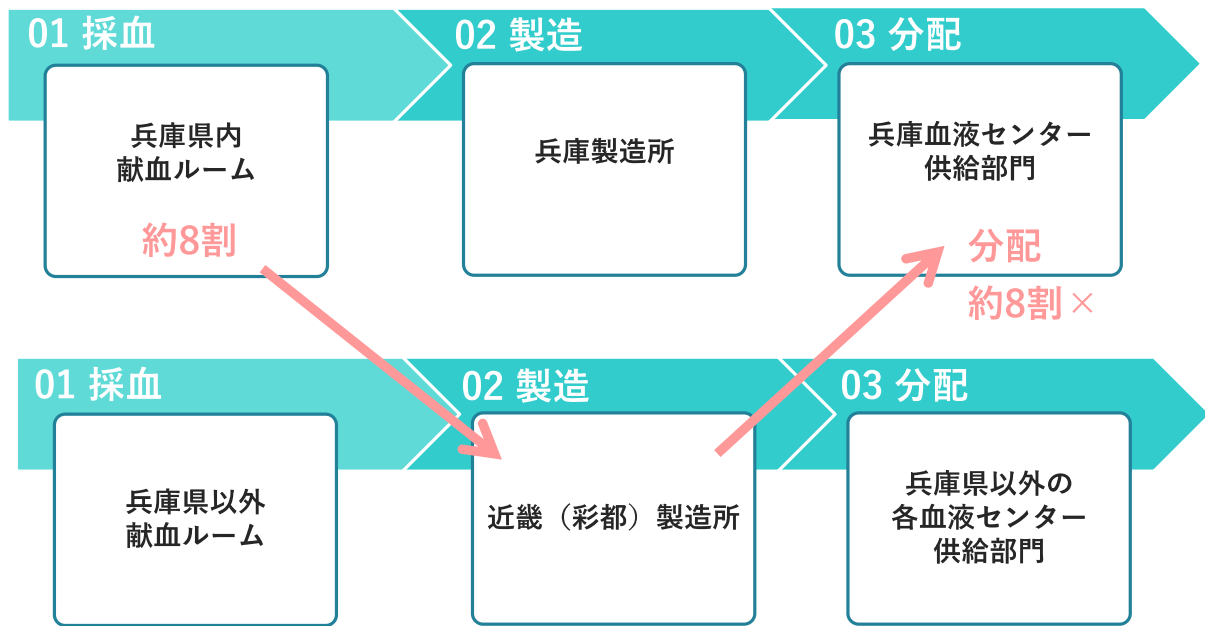 01 採血
02 製造
03 分配
兵庫県内
献血ルーム
約8割
兵庫製造所
兵庫血液センター
供給部門
分配
約8割×
01 採血
02 製造
03 分配
兵庫県以外
献血ルーム
近畿（彩都）製造所
兵庫県以外の
各血液センター
供給部門